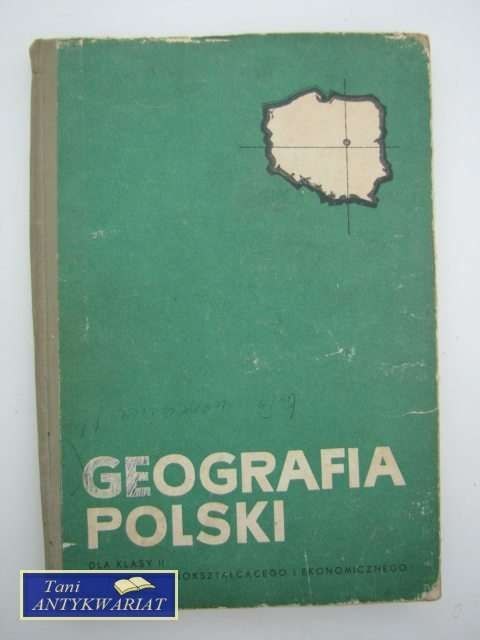 GEOGRAFIA
POLSKI
DLA KLASY II
OKSZTAŁCĄCEGO I EKONOMICZNEGO
Tani
ANTYKWARIAT